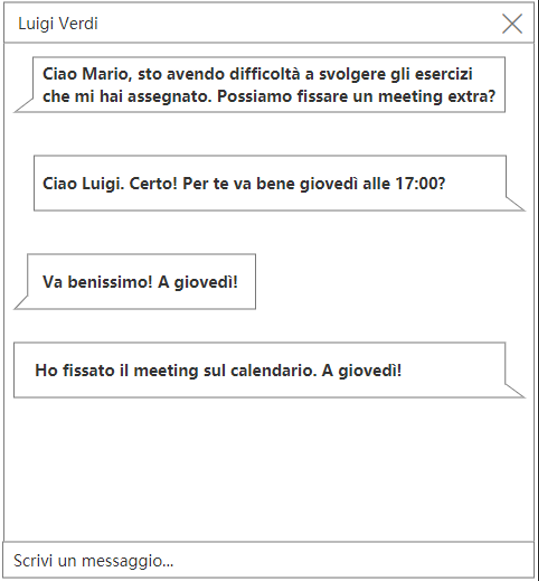 Luigi Verdi
Ciao Mario, sto avendo difficoltà a svolgere gli esercizi
che mi hai assegnato. Possiamo fissare un meeting extra?
Ciao Luigi. Certo! Per te va bene giovedì alle 17:00?
Va benissimo! A giovedì!
Ho fissato il meeting sul calendario. A giovedì!
Scrivi un messaggio...